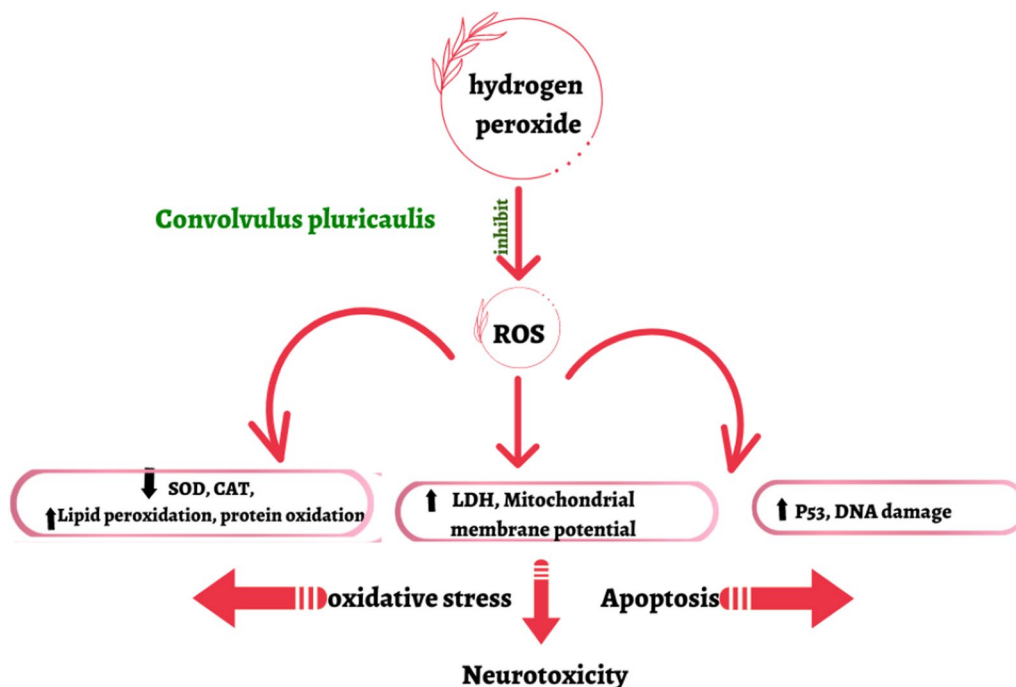 hydrogen
peroxide
Convolvulus pluricaulis
inhibit
ROS
SOD, CAT,
Lipid peroxidation, protein oxidation
LDH, Mitochondrial
membrane potential
P53, DNA damage
oxidative stress
Apoptosis
Neurotoxicity